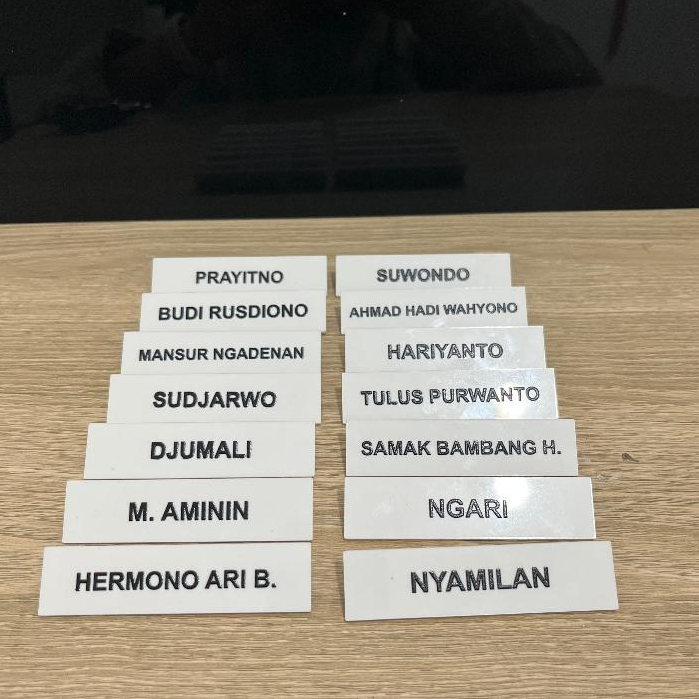 PRAYITNO
BUDI RUSDIONO
MANSUR NGADENAN
SUDJARWO
DJUMALI
M. AMININ
HERMONO ARI B.
SUWONDO
AHMAD HADI WAHYONO
HARIYANTO
TULUS PURWANTO
SAMAK BAMBANG H.
NGARI
NYAMILAN